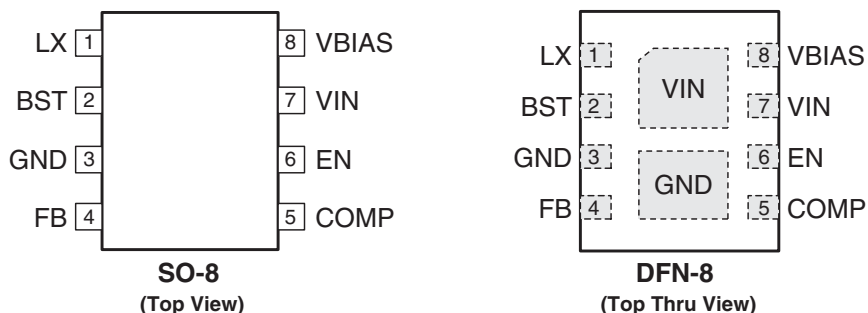 LX 1
8 VBIAS
BST 2
7 VIN
GND 3
6 EN
FB 4
5 COMP
SO-8
(Top View)
LX 1
8 VBIAS
VIN
BST 2
7 VIN
GND 3
6 EN
GND
FB 4
5 COMP
DFN-8
(Top Thru View)